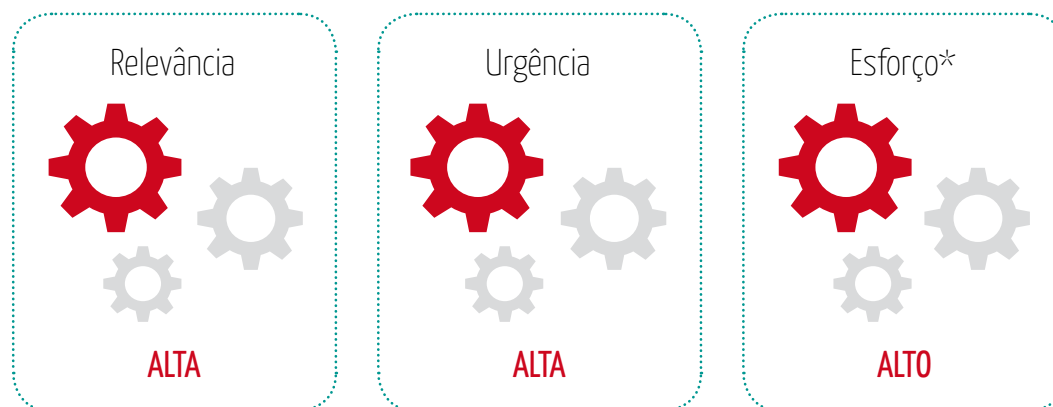 Relevância
Urgência
Esforço*
ALTA
ALTA
ALTO